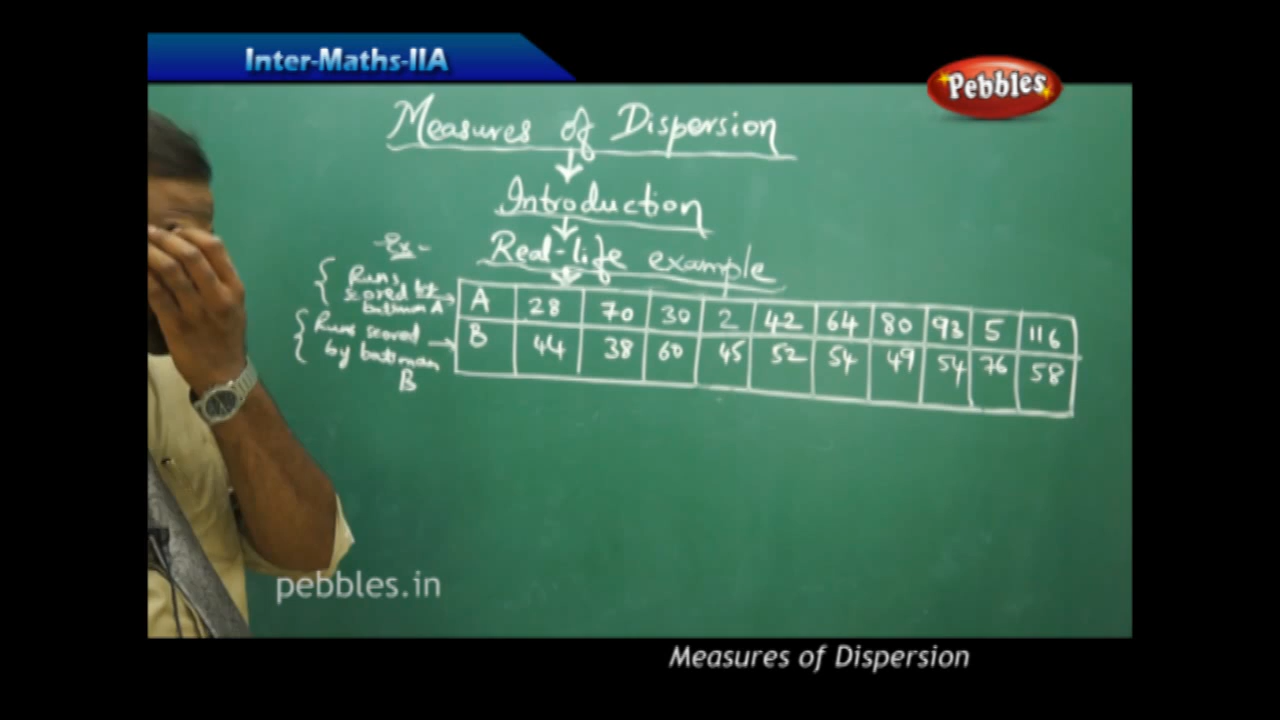 Inter-Maths-IIA
Pebbles
Measures of Dispersion
Introduction
- Ex -
Real-life example
Runs
scored by
batsman A
A 28 70 30 2 42 64 80 93 5 116
Runs scored
by batsman
B
B 44 38 60 45 52 54 49 54 76 58
pebbles.in
Measures of Dispersion